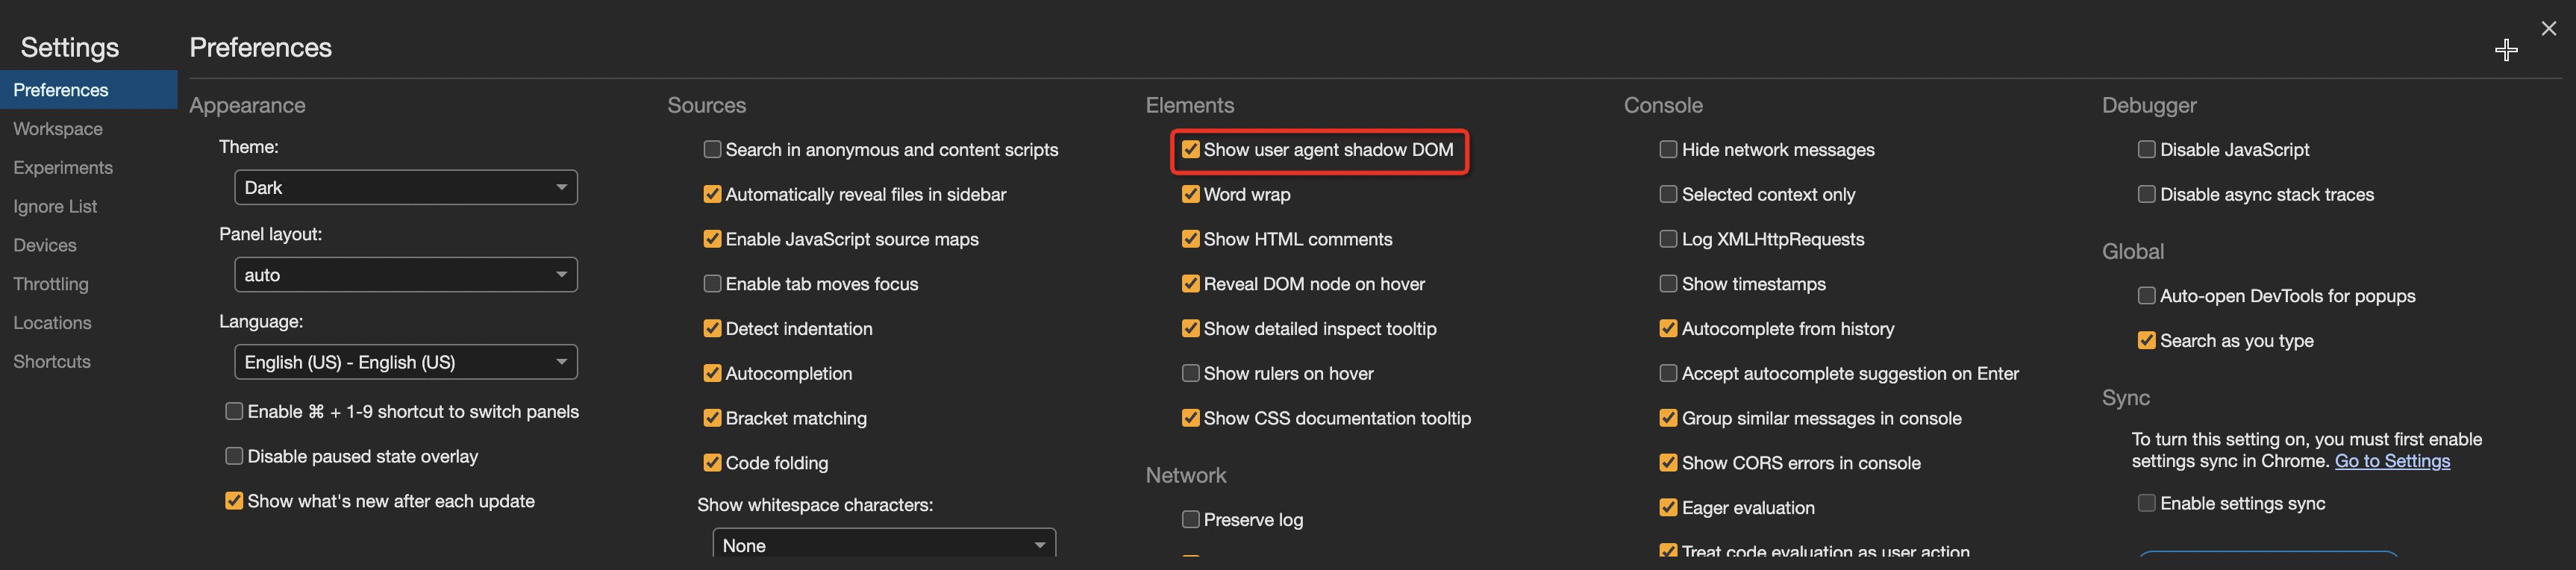 Settings
Preferences
Workspace
Experiments
Ignore List
Devices
Throttling
Locations
Shortcuts
Preferences
Appearance
Theme:
Dark
Panel layout:
auto
Language:
English (US) - English (US)
Enable ⌘ + 1-9 shortcut to switch panels
Disable paused state overlay
Show what's new after each update
Sources
Search in anonymous and content scripts
Automatically reveal files in sidebar
Enable JavaScript source maps
Enable tab moves focus
Detect indentation
Autocompletion
Bracket matching
Code folding
Show whitespace characters:
None
Elements
Show user agent shadow DOM
Word wrap
Show HTML comments
Reveal DOM node on hover
Show detailed inspect tooltip
Show rulers on hover
Show CSS documentation tooltip
Network
Preserve log
Console
Hide network messages
Selected context only
Log XMLHttpRequests
Show timestamps
Autocomplete from history
Accept autocomplete suggestion on Enter
Group similar messages in console
Show CORS errors in console
Eager evaluation
Treat code evaluation as user action
Debugger
Disable JavaScript
Disable async stack traces
Global
Auto-open DevTools for popups
Search as you type
Sync
To turn this setting on, you must first enable
settings sync in Chrome. Go to Settings
Enable settings sync